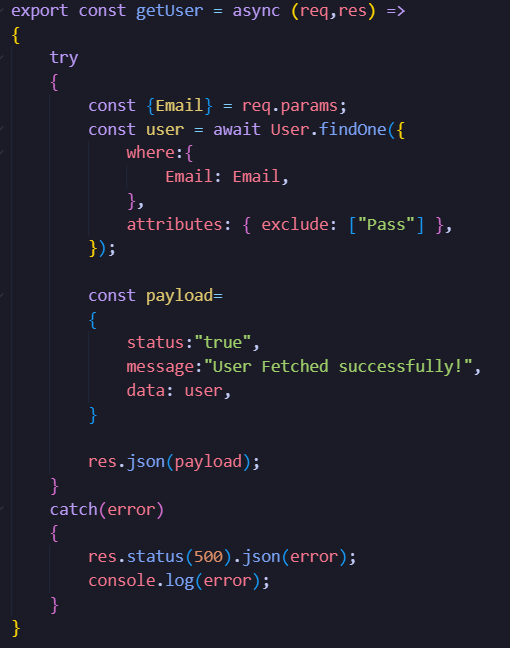 export const getUser = async (req,res) =>
{
    try
    {
        const {Email} = req.params;
        const user = await User.findOne({
            where:{
                Email: Email,
            },
            attributes: { exclude: ["Pass"] },
        });

        const payload=
        {
            status:"true",
            message:"User Fetched successfully!",
            data: user,
        }

        res.json(payload);
    }
    catch(error)
    {
        res.status(500).json(error);
        console.log(error);
    }
}